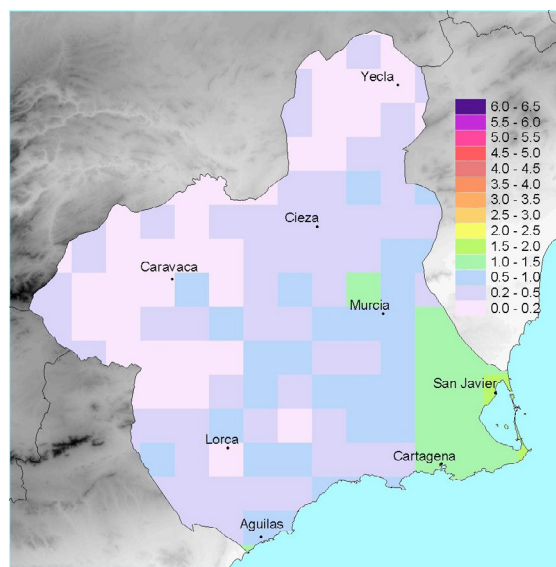 Yecla
6.0 - 6.5
5.5 - 6.0
5.0 - 5.5
4.5 - 5.0
4.0 - 4.5
3.5 - 4.0
3.0 - 3.5
2.5 - 3.0
2.0 - 2.5
1.5 - 2.0
1.0 - 1.5
0.5 - 1.0
0.2 - 0.5
0.0 - 0.2
Cieza
Caravaca
Murcia
San Javier
Lorca
Cartagena
Aguilas